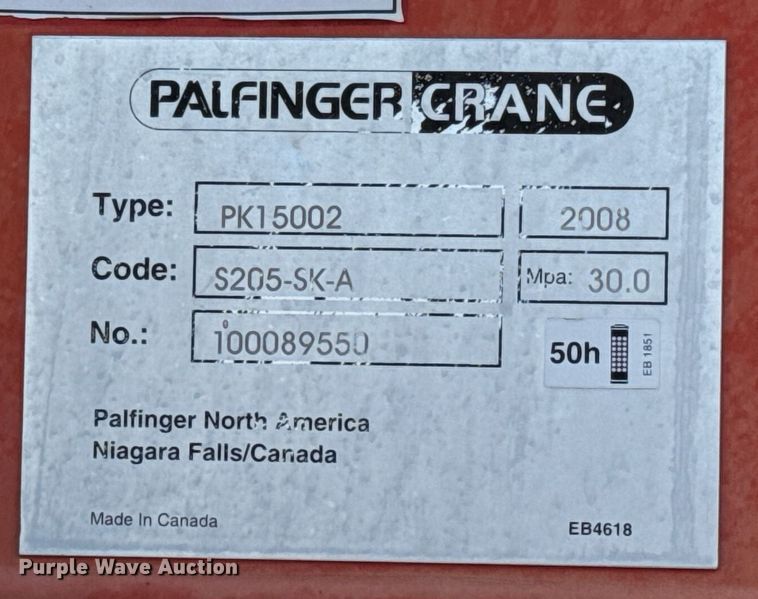 PALFINGER CRANE
Type: PK15002 2008
Code: S205-SK-A Mpa: 30.0
No.: 100089550
50h EB 1851
Palfinger North America
Niagara Falls/Canada
Made In Canada
EB4618
Purple Wave Auction